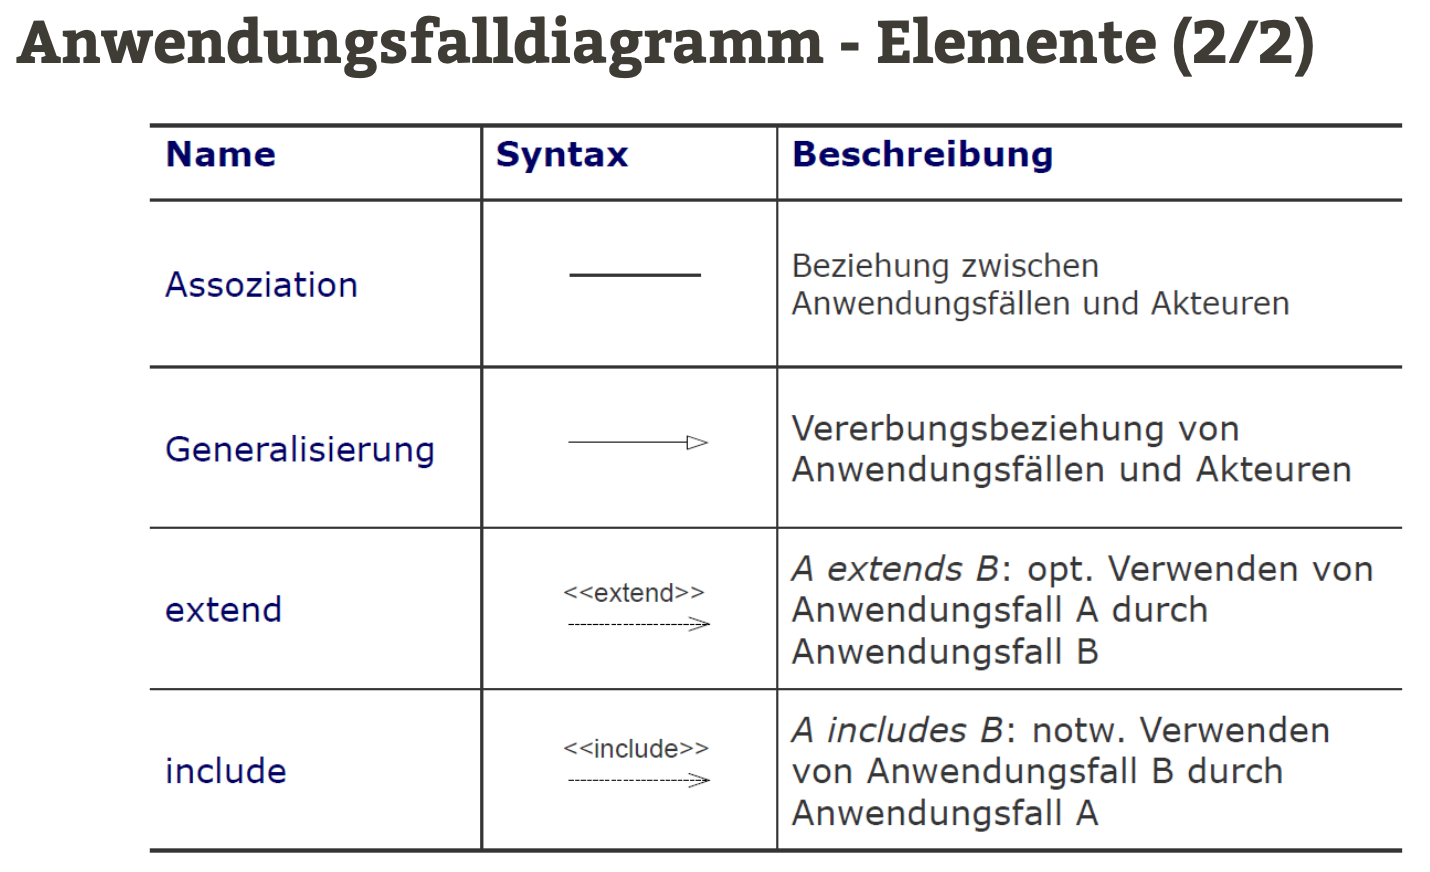 Anwendungsfalldiagramm - Elemente (2/2)
Name
Syntax
Beschreibung
Assoziation
Beziehung zwischen
Anwendungsfällen und Akteuren
Generalisierung
Vererbungsbeziehung von
Anwendungsfällen und Akteuren
extend
<<extend>>
A extends B: opt. Verwenden von
Anwendungsfall A durch
Anwendungsfall B
include
<<include>>
A includes B: notw. Verwenden
von Anwendungsfall B durch
Anwendungsfall A